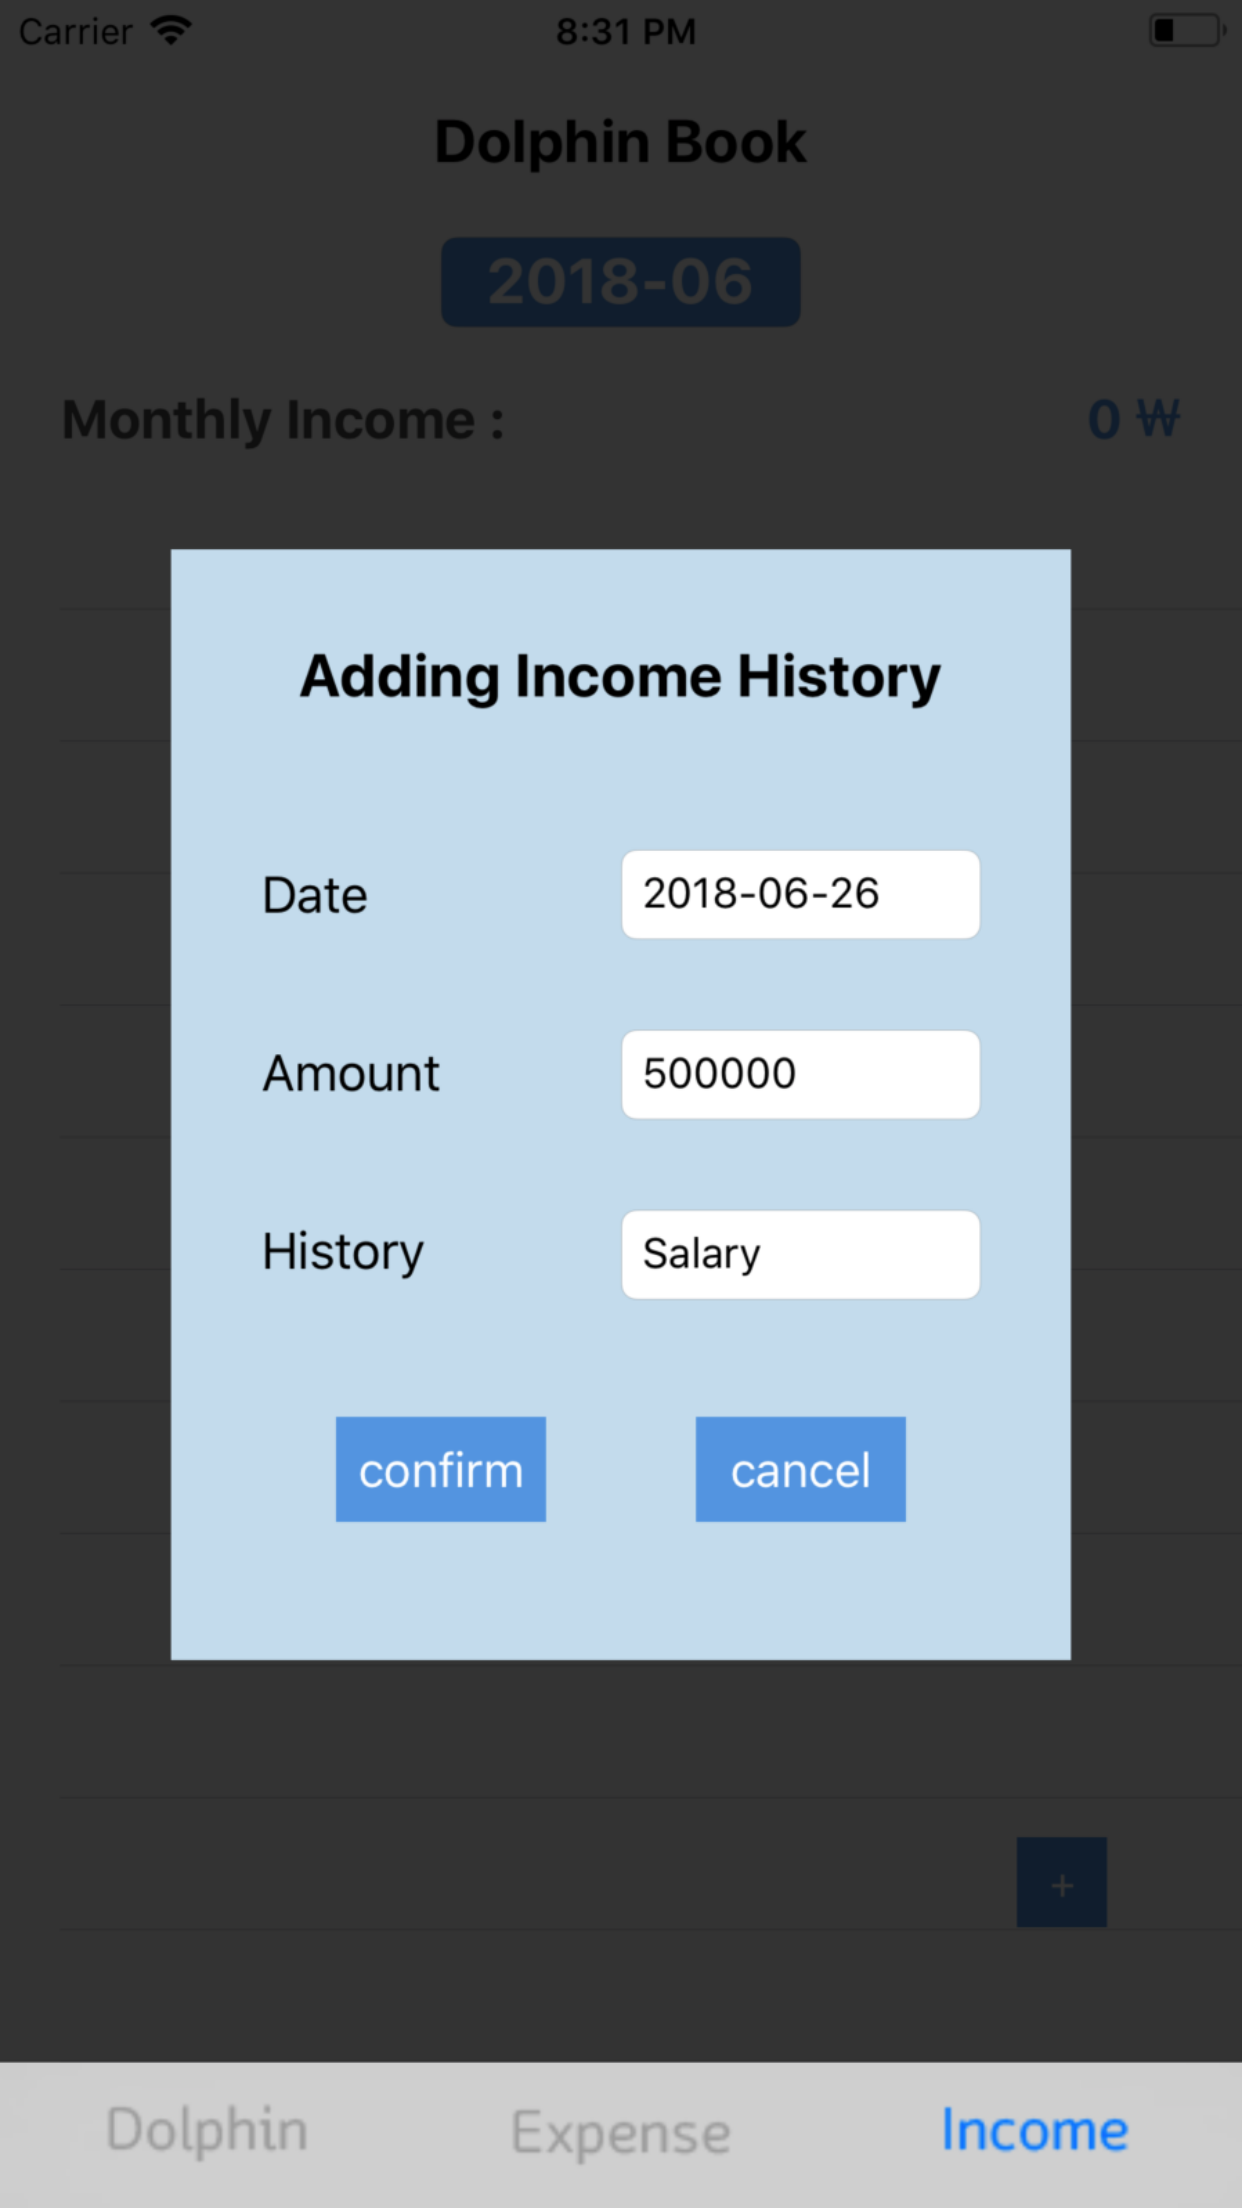 Carrier 8:31 PM
Dolphin Book
2018-06
Monthly Income : 0 ₩
Adding Income History
Date 2018-06-26
Amount 500000
History Salary
confirm cancel
+
Dolphin Expense Income